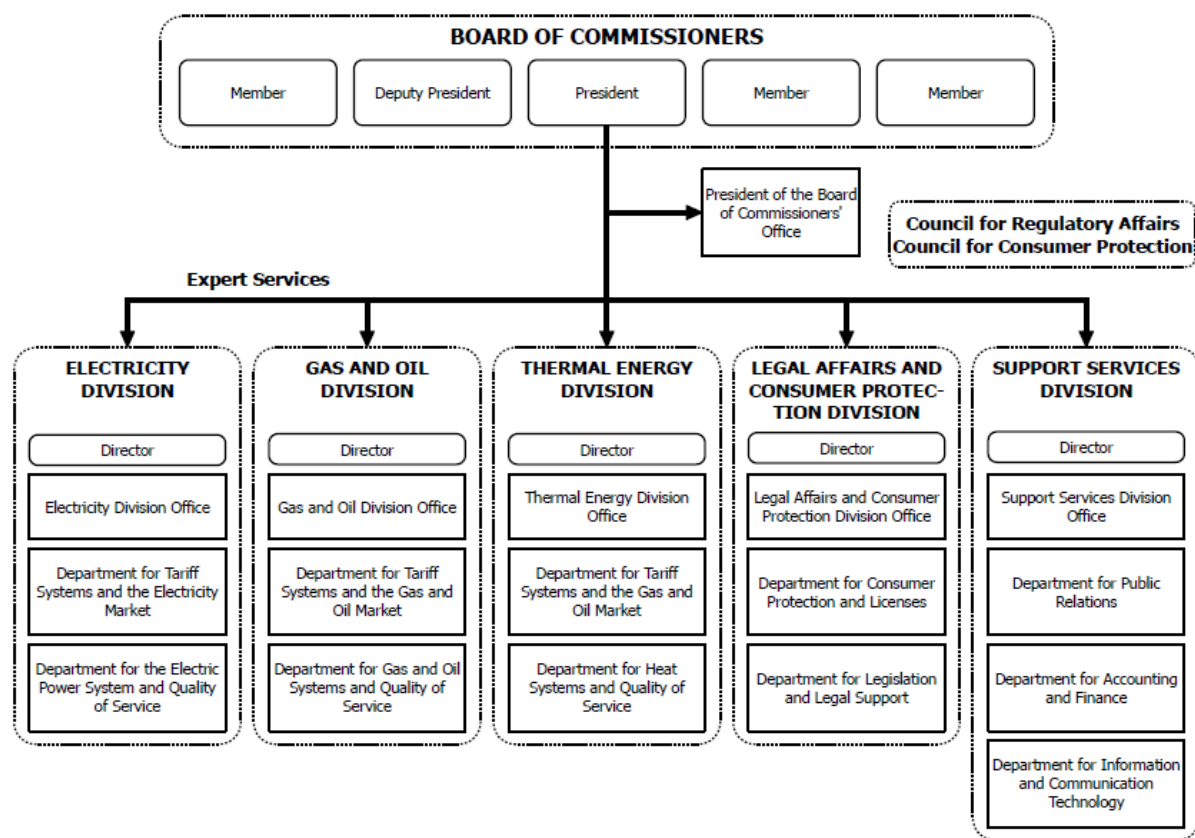 BOARD OF COMMISSIONERS
Member
Deputy President
President
Member
Member
President of the Board
of Commissioners'
Office
Council for Regulatory Affairs
Council for Consumer Protection
Expert Services
ELECTRICITY
DIVISION
Director
Electricity Division Office
Department for Tariff
Systems and the Electricity
Market
Department for the Electric
Power System and Quality
of Service
GAS AND OIL
DIVISION
Director
Gas and Oil Division Office
Department for Tariff
Systems and the Gas and
Oil Market
Department for Gas and Oil
Systems and Quality of
Service
THERMAL ENERGY
DIVISION
Director
Thermal Energy Division
Office
Department for Tariff
Systems and the Gas and
Oil Market
Department for Heat
Systems and Quality of
Service
LEGAL AFFAIRS AND
CONSUMER PROTEC-
TION DIVISION
Director
Legal Affairs and Consumer
Protection Division Office
Department for Consumer
Protection and Licenses
Department for Legislation
and Legal Support
SUPPORT SERVICES
DIVISION
Director
Support Services Division
Office
Department for Public
Relations
Department for Accounting
and Finance
Department for Information
and Communication
Technology